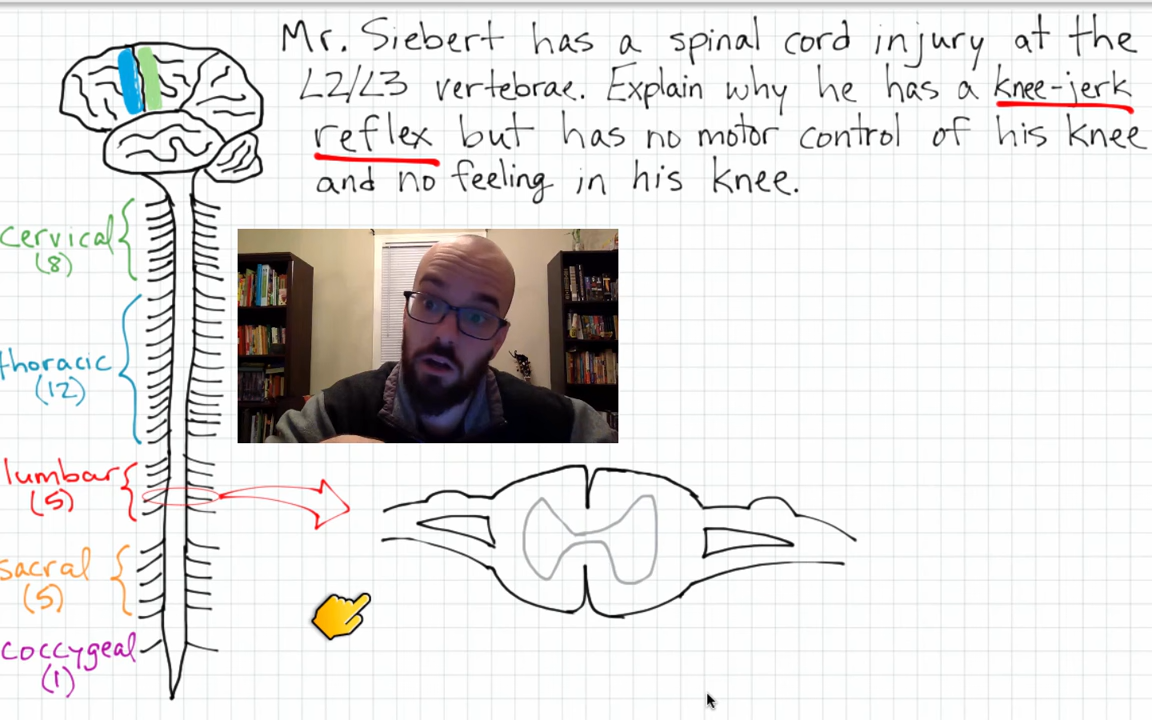 Mr. Siebert has a spinal cord injury at the
L2/L3 vertebrae. Explain why he has a knee-jerk
reflex but has no motor control of his knee
and no feeling in his knee.
cervical
(8)
thoracic
(12)
lumbar
(5)
sacral
(5)
coccygeal
(1)